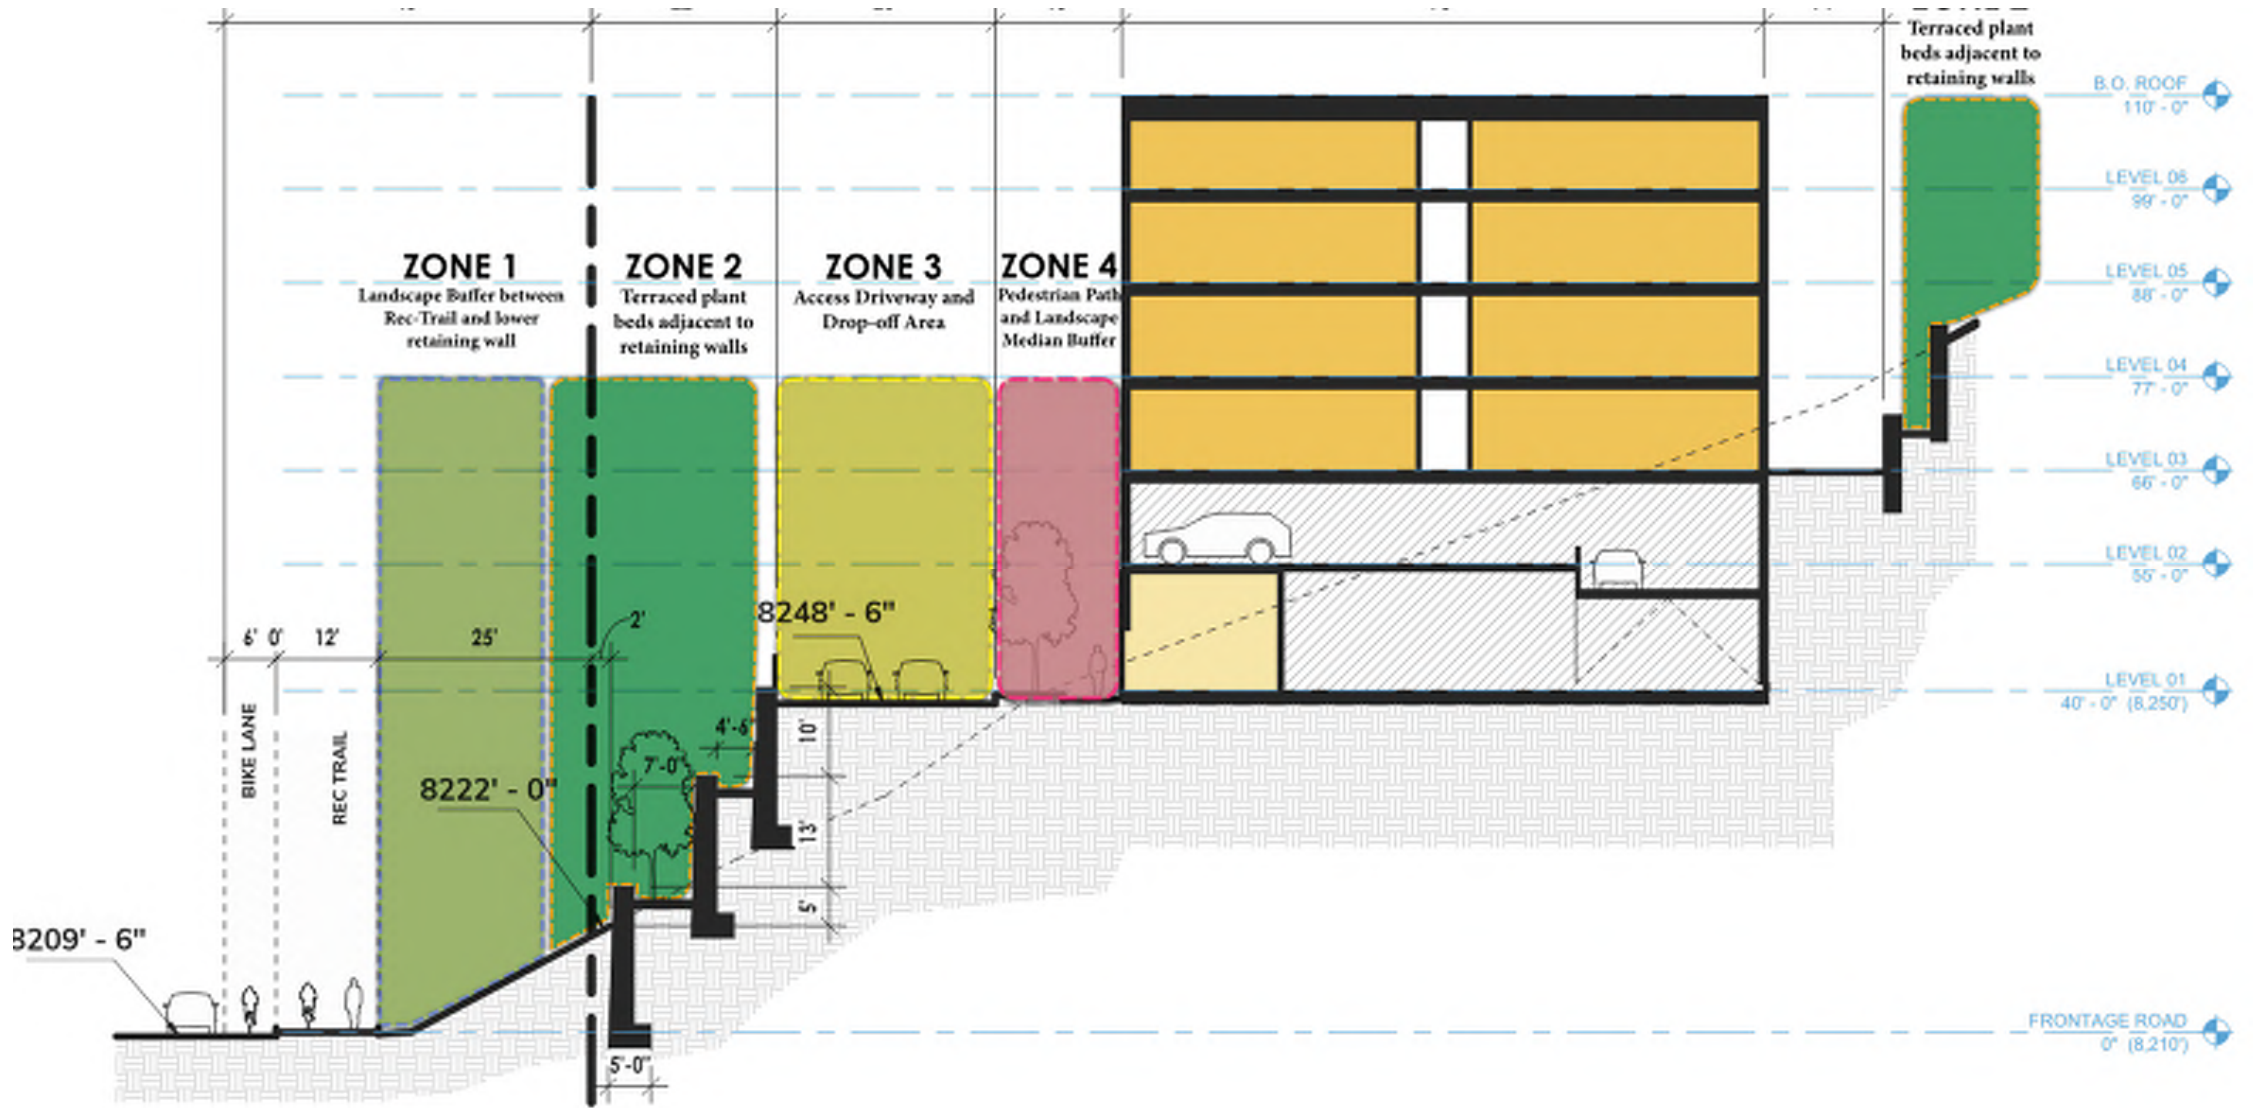 Terraced plant
beds adjacent to
retaining walls
B.O. ROOF
110' - 0"
LEVEL 06
99' - 0"
ZONE 1
Landscape Buffer between
Rec-Trail and lower
retaining wall
ZONE 2
Terraced plant
beds adjacent to
retaining walls
ZONE 3
Access Driveway and
Drop-off Area
ZONE 4
Pedestrian Path
and Landscape
Median Buffer
LEVEL 05
88' - 0"
LEVEL 04
77' - 0"
LEVEL 03
66' - 0"
LEVEL 02
55' - 0"
8248' - 6"
6' 0' 12' 25' 2'
LEVEL 01
40' - 0" (8,250')
BIKE LANE
REC TRAIL
4'-6"
10'
7'-0"
8222' - 0"
13'
5'
8209' - 6"
FRONTAGE ROAD
0" (8,210')
5'-0"